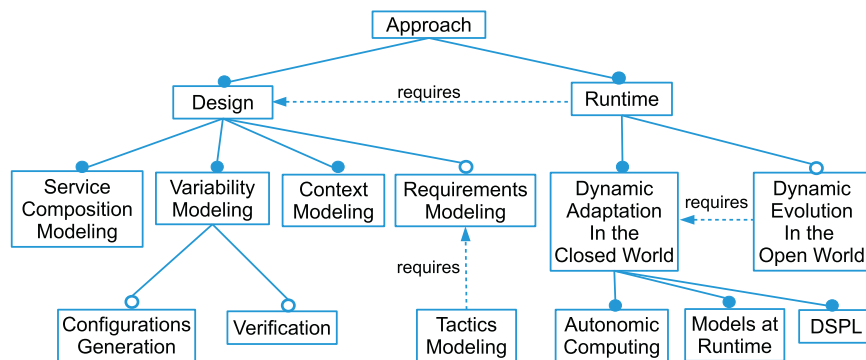 Approach
Design
requires
Runtime
Service
Composition
Modeling
Variability
Modeling
Context
Modeling
Requirements
Modeling
Dynamic
Adaptation
In the
Closed World
requires
Dynamic
Evolution
In the
Open World
requires
Configurations
Generation
Verification
Tactics
Modeling
Autonomic
Computing
Models at
Runtime
DSPL